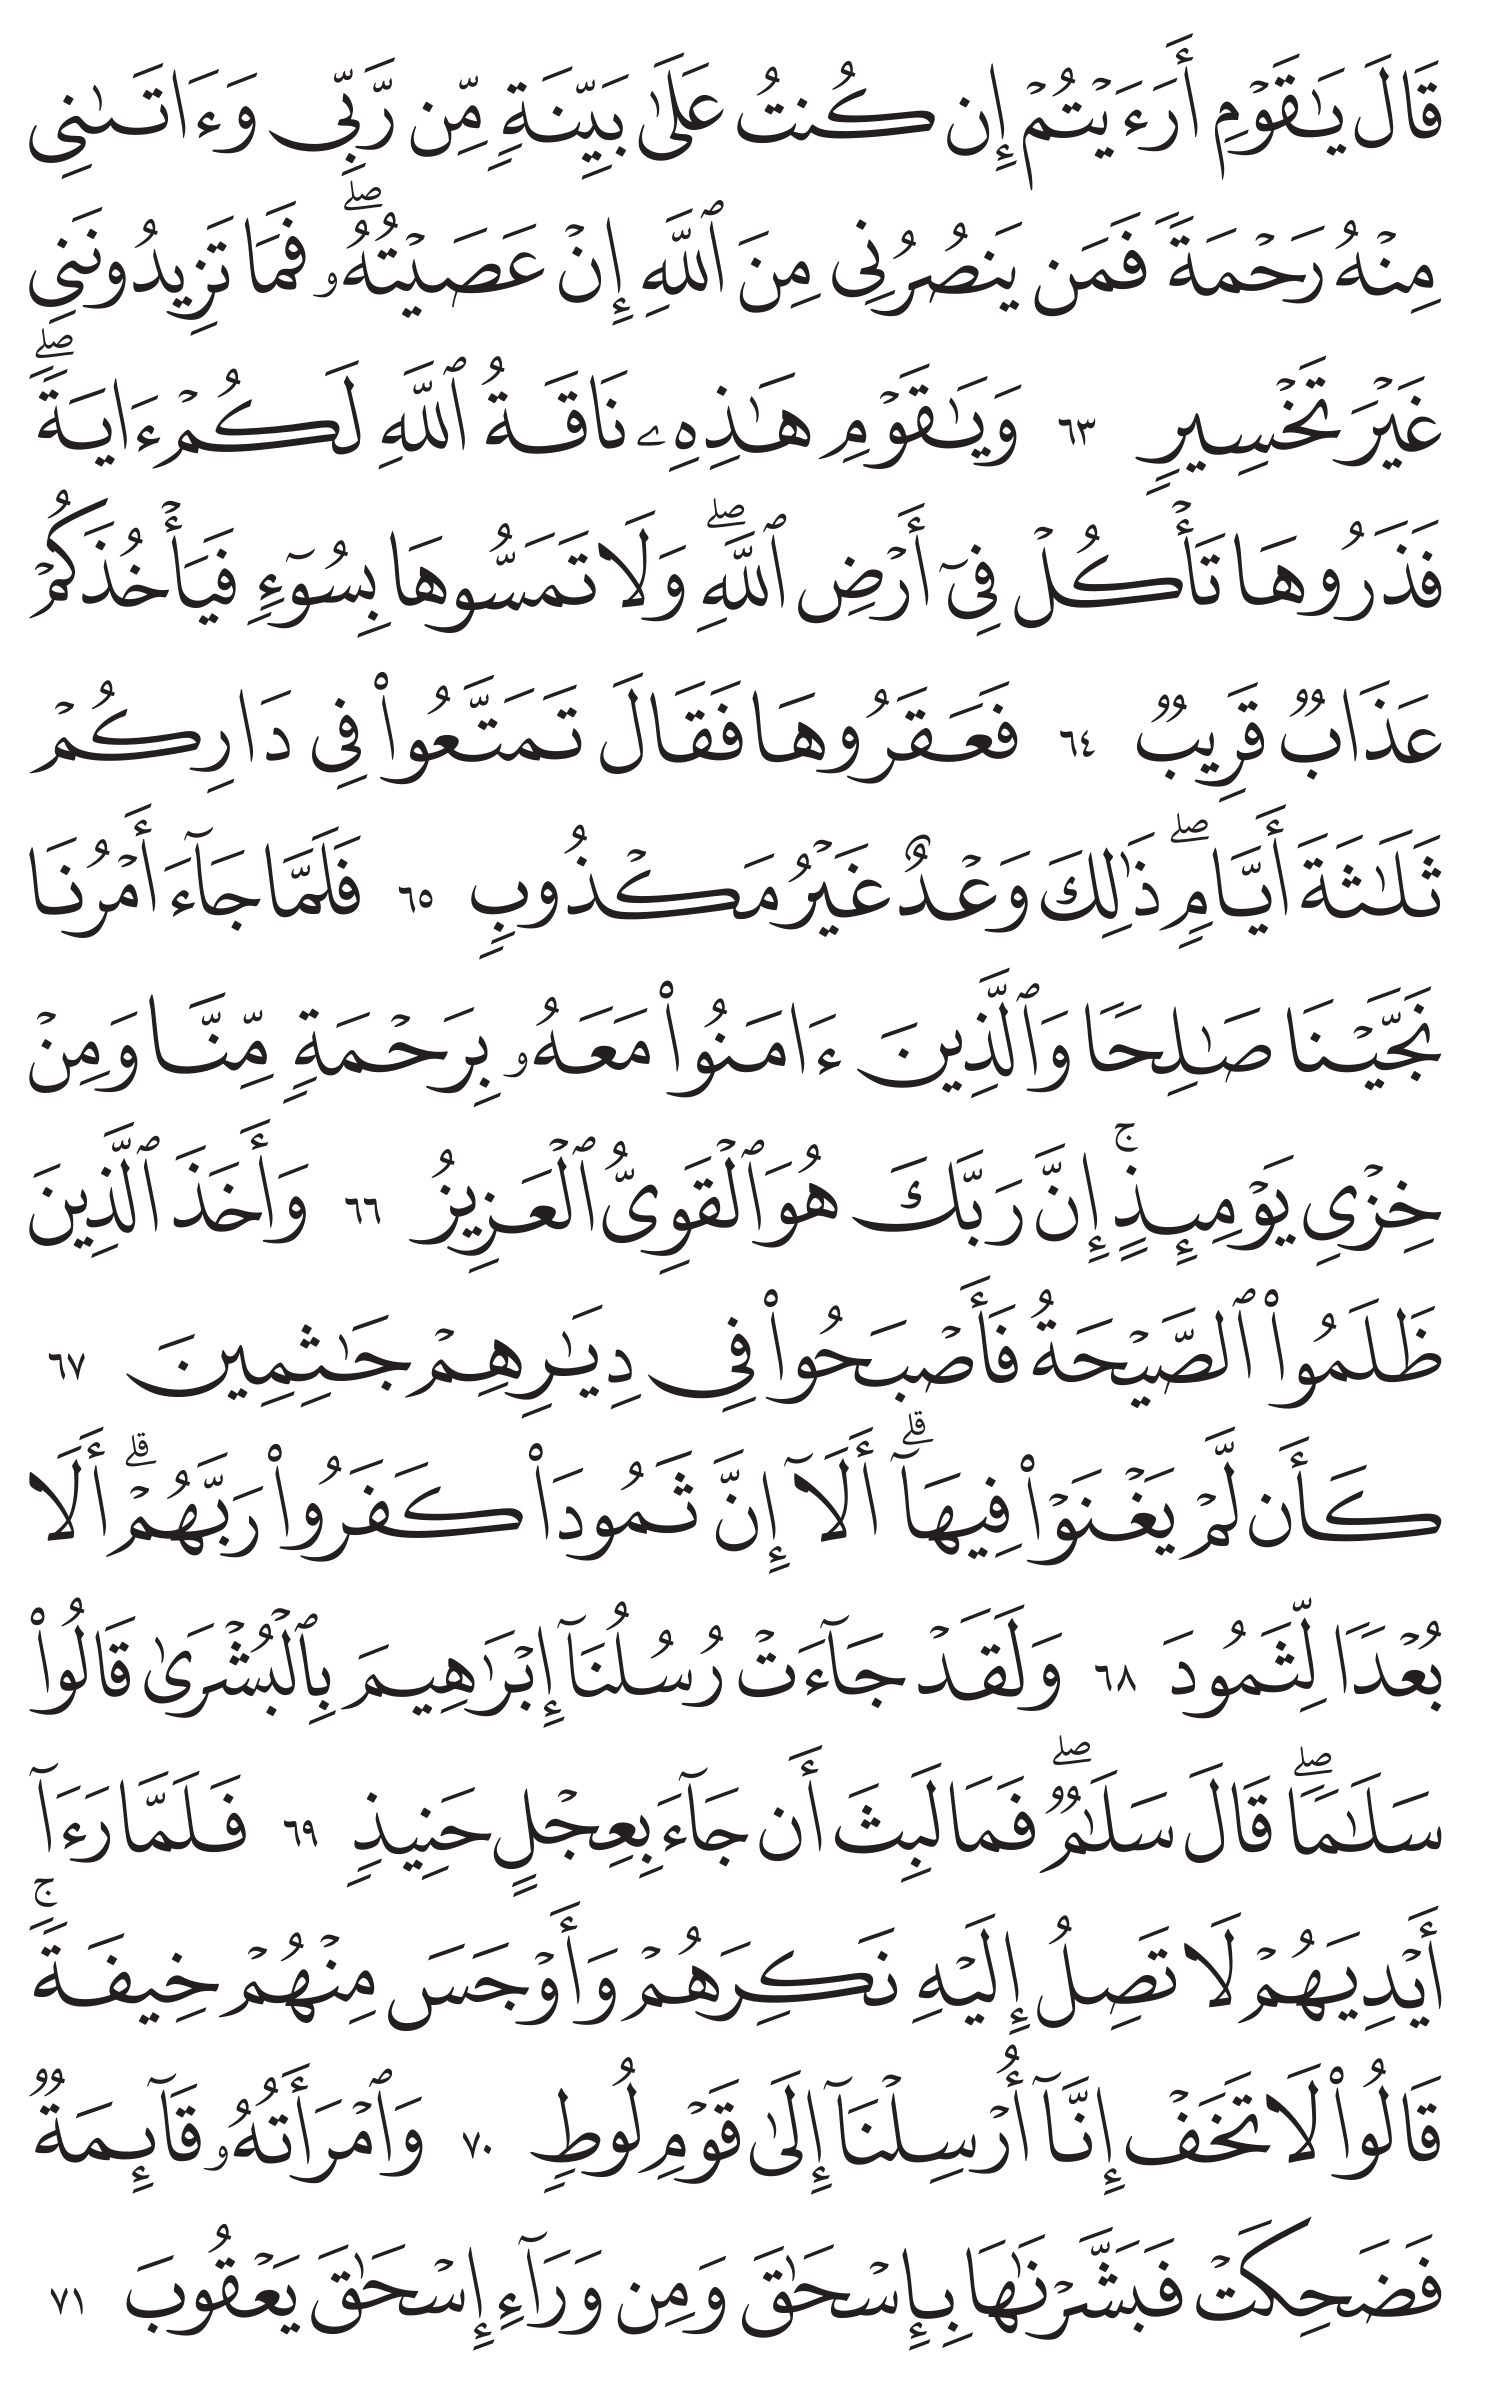 قَالَ يَـٰقَوْمِ أَرَءَيْتُمْ إِن كُنتُ عَلَىٰ بَيِّنَةٍ مِّن رَّبِّى وَءَاتَىٰنِى
مِنْهُ رَحْمَةً فَمَن يَنصُرُنِى مِنَ ٱللَّهِ إِنْ عَصَيْتُهُۥ ۖ فَمَا تَزِيدُونَنِى
غَيْرَ تَخْسِيرٍ ٦٣ وَيَـٰقَوْمِ هَـٰذِهِۦ نَاقَةُ ٱللَّهِ لَكُمْ ءَايَةً ۖ
فَذَرُوهَا تَأْكُلْ فِىٓ أَرْضِ ٱللَّهِ ۖ وَلَا تَمَسُّوهَا بِسُوٓءٍ فَيَأْخُذَكُمْ
عَذَابٌ قَرِيبٌ ٦٤ فَعَقَرُوهَا فَقَالَ تَمَتَّعُوا۟ فِى دَارِكُمْ
ثَلَـٰثَةَ أَيَّامٍ ۖ ذَٰلِكَ وَعْدٌ غَيْرُ مَكْذُوبٍ ٦٥ فَلَمَّا جَآءَ أَمْرُنَا
نَجَّيْنَا صَـٰلِحًا وَٱلَّذِينَ ءَامَنُوا۟ مَعَهُۥ بِرَحْمَةٍ مِّنَّا وَمِنْ
خِزْىِ يَوْمِئِذٍ ۚ إِنَّ رَبَّكَ هُوَ ٱلْقَوِىُّ ٱلْعَزِيزُ ٦٦ وَأَخَذَ ٱلَّذِينَ
ظَلَمُوا۟ ٱلصَّيْحَةُ فَأَصْبَحُوا۟ فِى دِيَـٰرِهِمْ جَـٰثِمِينَ ٦٧
كَأَن لَّمْ يَغْنَوْا۟ فِيهَآ ۗ أَلَآ إِنَّ ثَمُودَا۟ كَفَرُوا۟ رَبَّهُمْ ۗ أَلَا
بُعْدًا لِّثَمُودَ ٦٨ وَلَقَدْ جَآءَتْ رُسُلُنَآ إِبْرَٰهِيمَ بِٱلْبُشْرَىٰ قَالُوا۟
سَلَـٰمًا ۖ قَالَ سَلَـٰمٌ ۖ فَمَا لَبِثَ أَن جَآءَ بِعِجْلٍ حَنِيذٍ ٦٩ فَلَمَّا رَءَآ
أَيْدِيَهُمْ لَا تَصِلُ إِلَيْهِ نَكِرَهُمْ وَأَوْجَسَ مِنْهُمْ خِيفَةً ۚ
قَالُوا۟ لَا تَخَفْ إِنَّآ أُرْسِلْنَآ إِلَىٰ قَوْمِ لُوطٍ ٧٠ وَٱمْرَأَتُهُۥ قَآئِمَةٌ
فَضَحِكَتْ فَبَشَّرْنَـٰهَا بِإِسْحَـٰقَ وَمِن وَرَآءِ إِسْحَـٰقَ يَعْقُوبَ ٧١